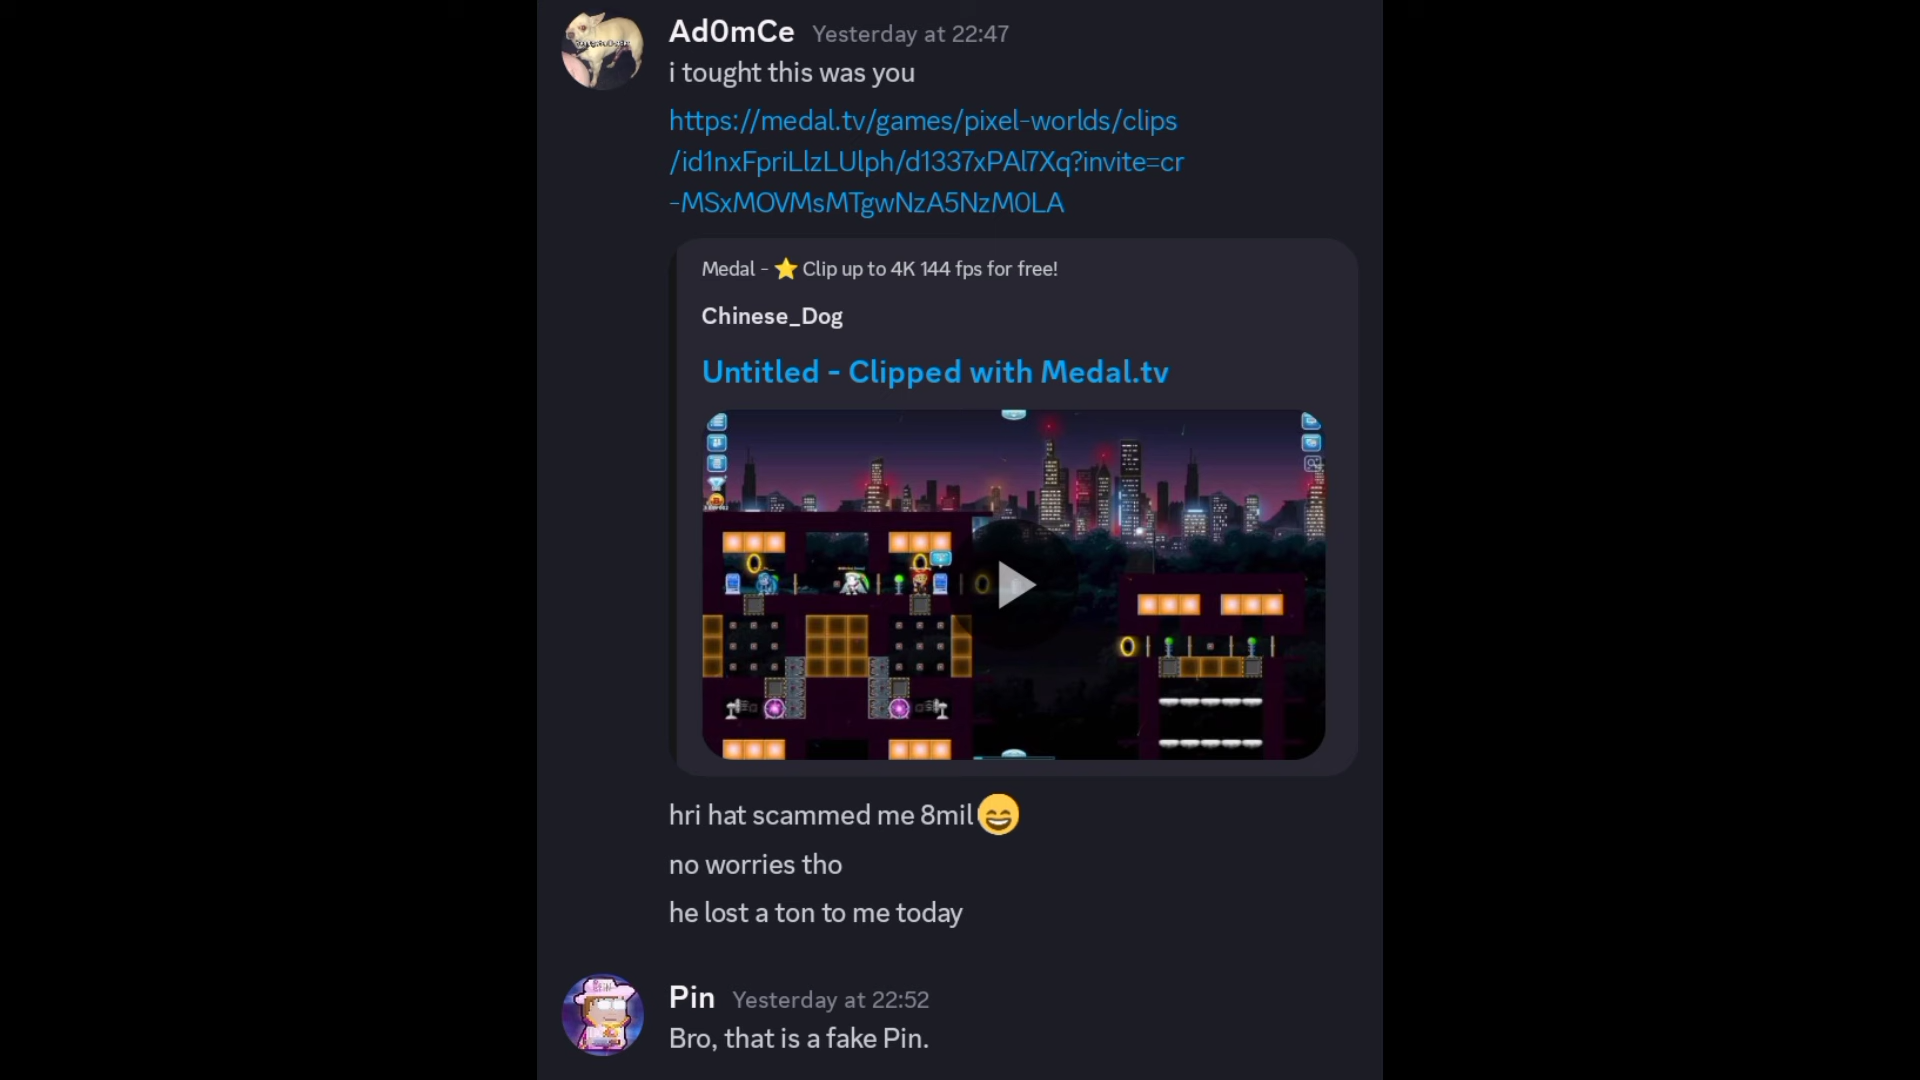 Ad0mCe Yesterday at 22:47
i tought this was you
https://medal.tv/games/pixel-worlds/clips
/id1nxFpriLlzLUlph/d1337xPAl7Xq?invite=cr
-MSxMOVMsMTgwNzA5NzM0LA
Medal - ⭐ Clip up to 4K 144 fps for free!
Chinese_Dog
Untitled - Clipped with Medal.tv
hri hat scammed me 8mil😄
no worries tho
he lost a ton to me today
Pin Yesterday at 22:52
Bro, that is a fake Pin.